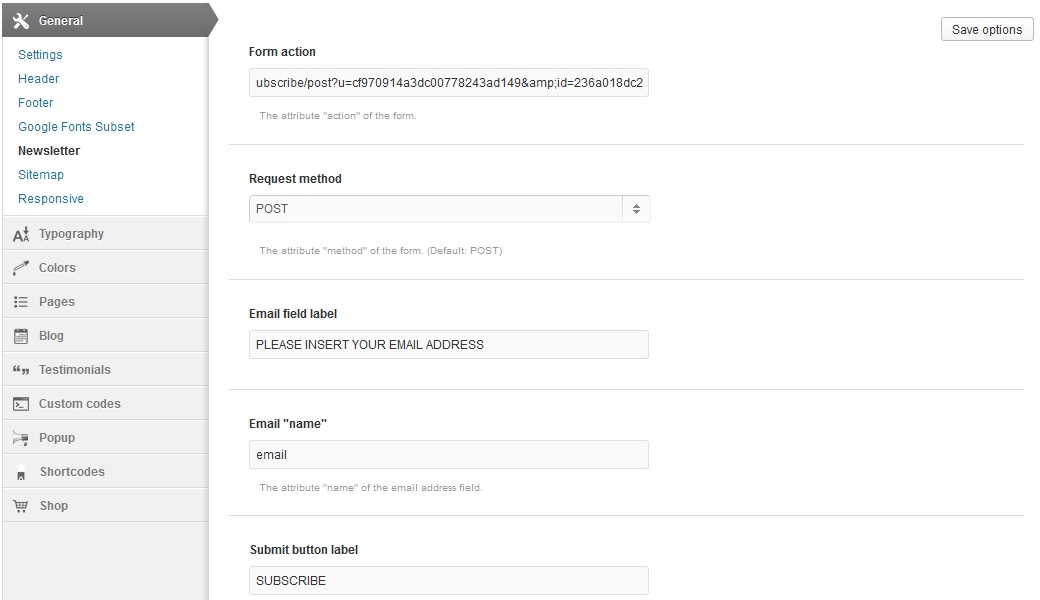 General
Settings
Header
Footer
Google Fonts Subset
Newsletter
Sitemap
Responsive
Typography
Colors
Pages
Blog
Testimonials
Custom codes
Popup
Shortcodes
Shop
Save options
Form action
ubscribe/post?u=cf970914a3dc00778243ad149&amp;id=236a018dc2
The attribute "action" of the form.
Request method
POST
The attribute "method" of the form. (Default: POST)
Email field label
PLEASE INSERT YOUR EMAIL ADDRESS
Email "name"
email
The attribute "name" of the email address field.
Submit button label
SUBSCRIBE